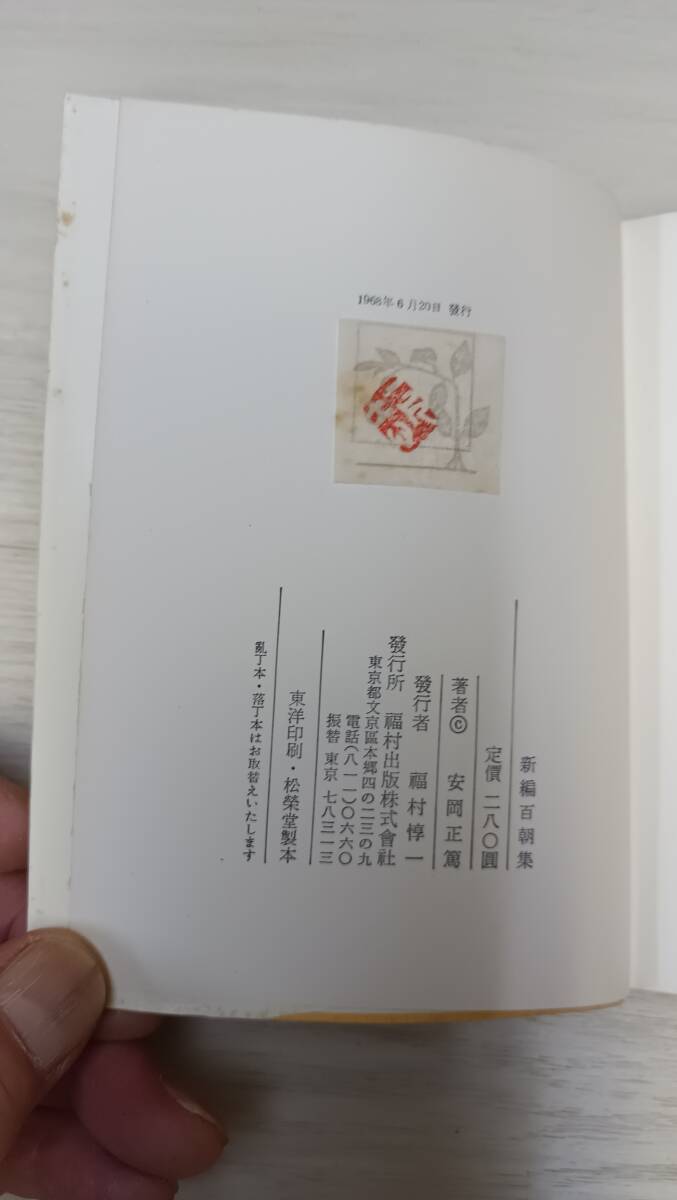 1968年6月20日 發行
新編百朝集
定價 二八〇圓
著者 © 安岡正篤
發行者 福村惇一
發行所 福村出版株式會社
東京都文京區本郷四の二三の九
電話(八一一)〇六六〇
振替 東京 七八三一三
東洋印刷・松榮堂製本
亂丁本・落丁本はお取替えいたします